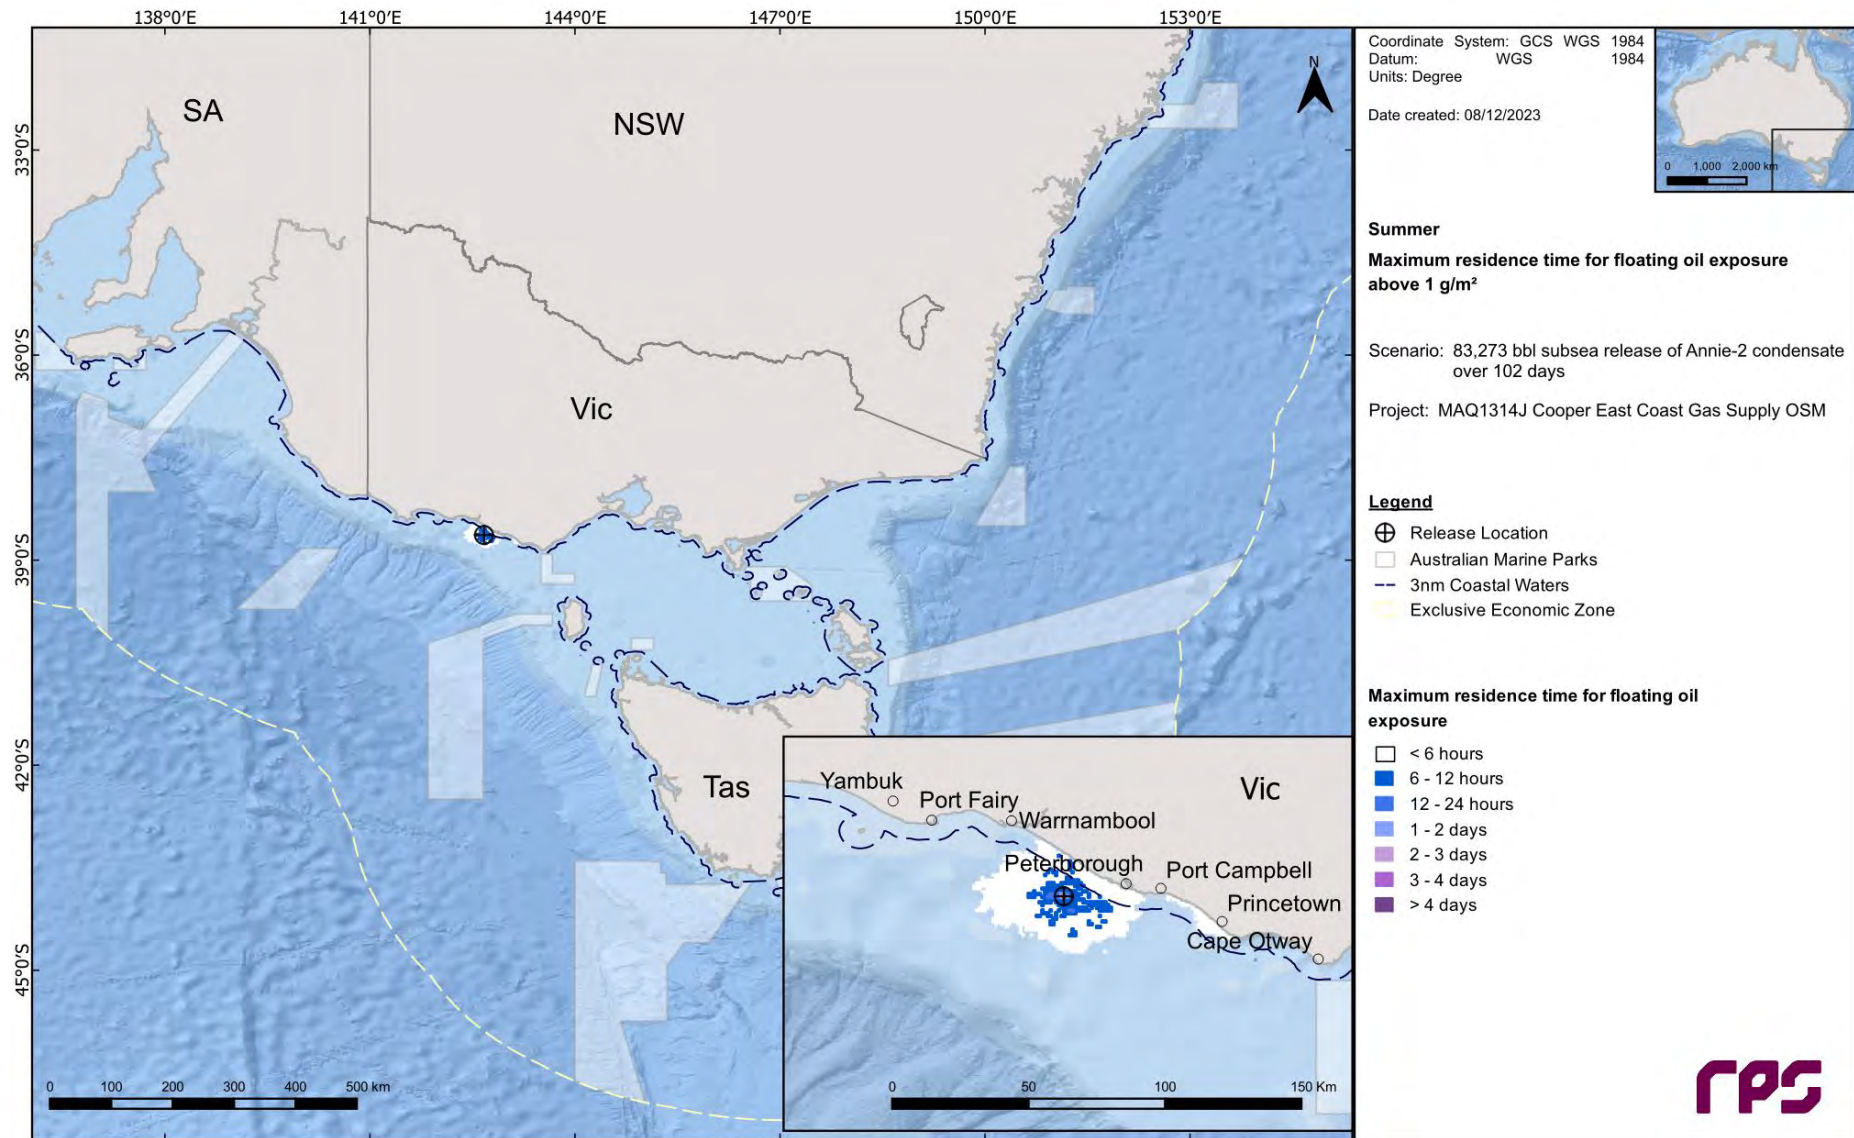 138°0'E 141°0'E 144°0'E 147°0'E 150°0'E 153°0'E
33°0'S
36°0'S
39°0'S
42°0'S
45°0'S
SA
NSW
Vic
Tas
N
0 100 200 300 400 500 km
Yambuk
Port Fairy
Warrnambool
Peterborough
Port Campbell
Princetown
Cape Otway
Vic
0 50 100 150 Km
Coordinate System: GCS WGS 1984
Datum: WGS 1984
Units: Degree
Date created: 08/12/2023
0 1,000 2,000 km
Summer
Maximum residence time for floating oil exposure
above 1 g/m²
Scenario: 83,273 bbl subsea release of Annie-2 condensate
over 102 days
Project: MAQ1314J Cooper East Coast Gas Supply OSM
Legend
Release Location
Australian Marine Parks
3nm Coastal Waters
Exclusive Economic Zone
Maximum residence time for floating oil
exposure
< 6 hours
6 - 12 hours
12 - 24 hours
1 - 2 days
2 - 3 days
3 - 4 days
> 4 days
rps